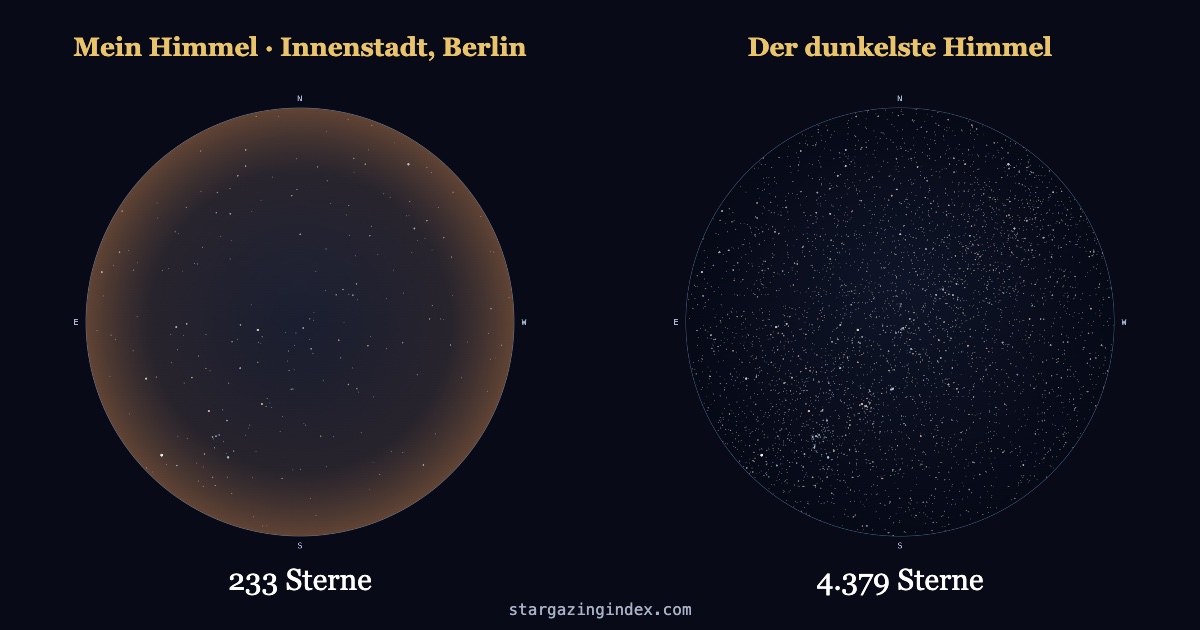 Mein Himmel · Innenstadt, Berlin
Der dunkelste Himmel
N
N
E
W
E
W
S
S
233 Sterne
4.379 Sterne
stargazingindex.com